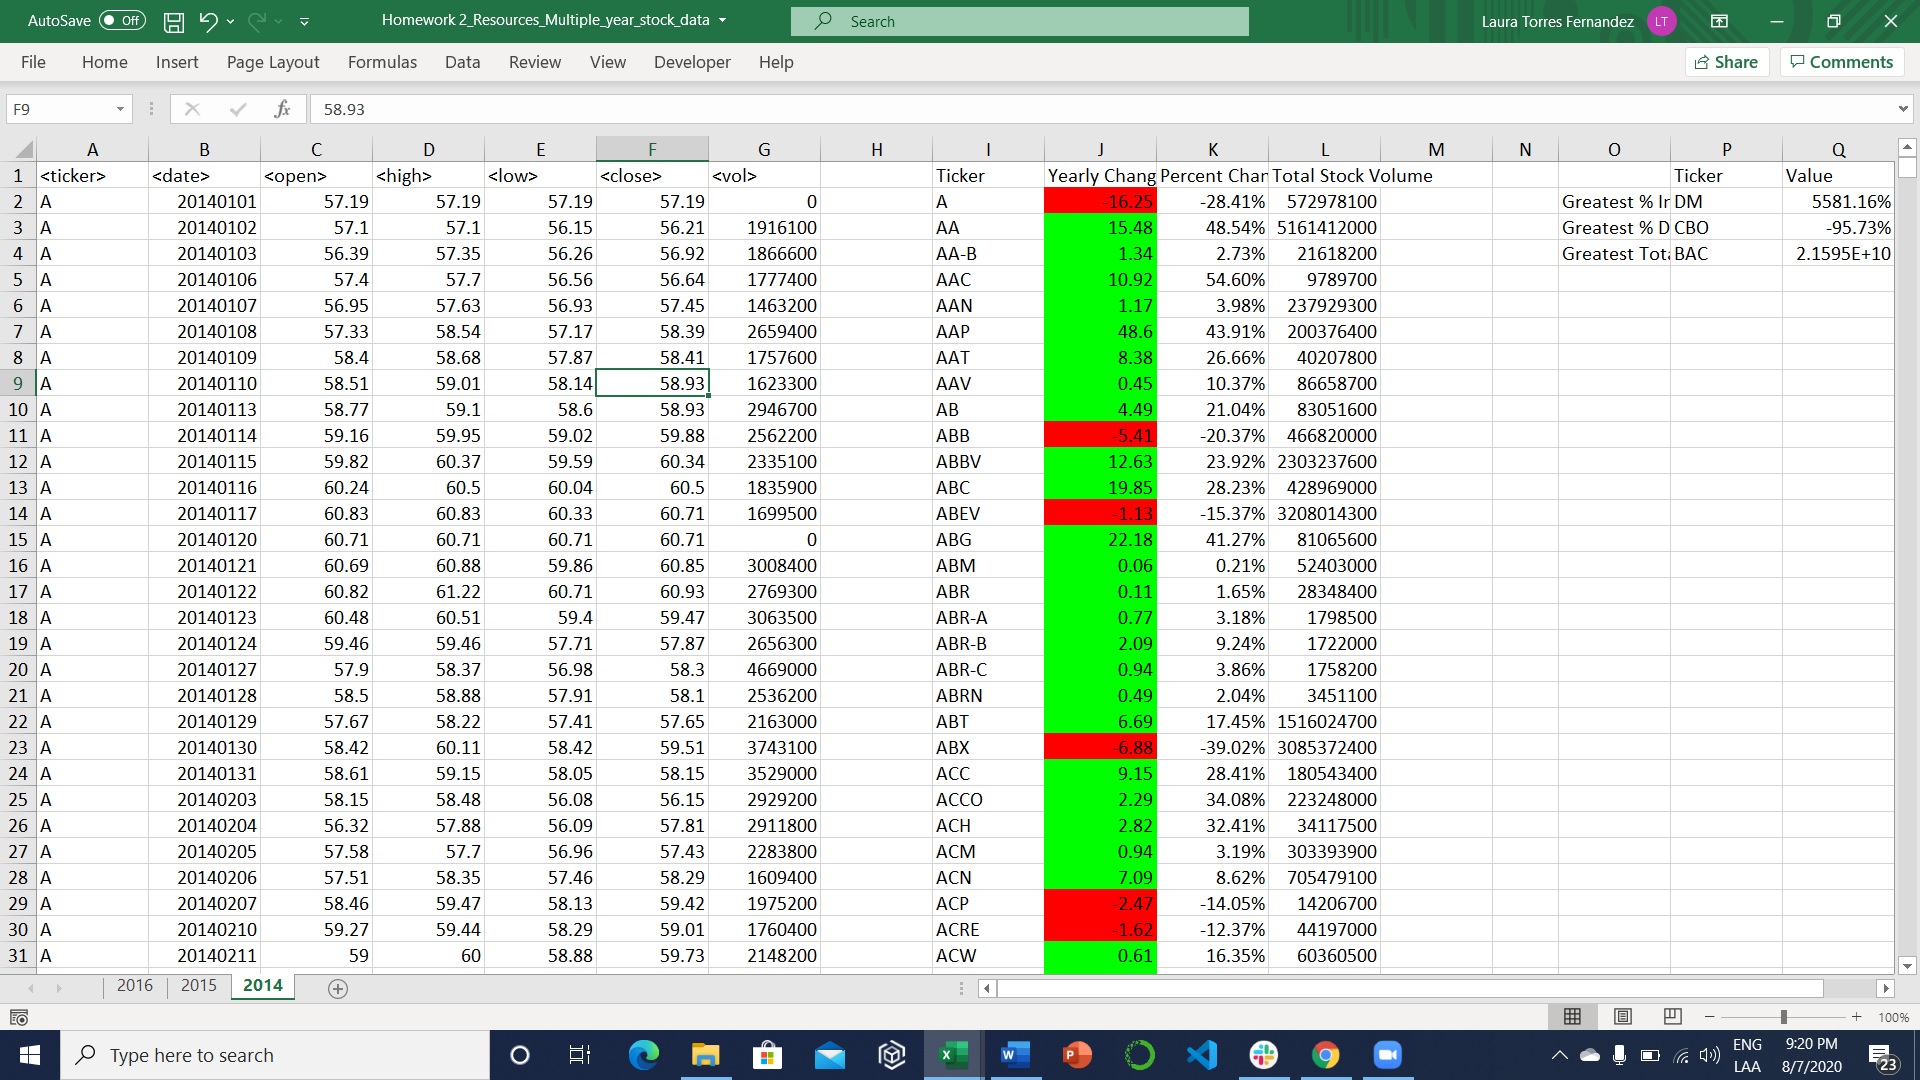 AutoSave Off Homework 2_Resources_Multiple_year_stock_data Search Laura Torres Fernandez LT
File Home Insert Page Layout Formulas Data Review View Developer Help Share Comments
F9 fx 58.93
A B C D E F G H I J K L M N O P Q
1 <ticker> <date> <open> <high> <low> <close> <vol> Ticker Yearly Chang Percent Chan Total Stock Volume Ticker Value
2 A 20140101 57.19 57.19 57.19 57.19 0 A -16.25 -28.41% 572978100 Greatest % In DM 5581.16%
3 A 20140102 57.1 57.1 56.15 56.21 1916100 AA 15.48 48.54% 5161412000 Greatest % D CBO -95.73%
4 A 20140103 56.39 57.35 56.26 56.92 1866600 AA-B 1.34 2.73% 21618200 Greatest Tota BAC 2.1595E+10
5 A 20140106 57.4 57.7 56.56 56.64 1777400 AAC 10.92 54.60% 9789700
6 A 20140107 56.95 57.63 56.93 57.45 1463200 AAN 1.17 3.98% 237929300
7 A 20140108 57.33 58.54 57.17 58.39 2659400 AAP 48.6 43.91% 200376400
8 A 20140109 58.4 58.68 57.87 58.41 1757600 AAT 8.38 26.66% 40207800
9 A 20140110 58.51 59.01 58.14 58.93 1623300 AAV 0.45 10.37% 86658700
10 A 20140113 58.77 59.1 58.6 58.93 2946700 AB 4.49 21.04% 83051600
11 A 20140114 59.16 59.95 59.02 59.88 2562200 ABB -5.41 -20.37% 466820000
12 A 20140115 59.82 60.37 59.59 60.34 2335100 ABBV 12.63 23.92% 2303237600
13 A 20140116 60.24 60.5 60.04 60.5 1835900 ABC 19.85 28.23% 428969000
14 A 20140117 60.83 60.83 60.33 60.71 1699500 ABEV -1.13 -15.37% 3208014300
15 A 20140120 60.71 60.71 60.71 60.71 0 ABG 22.18 41.27% 81065600
16 A 20140121 60.69 60.88 59.86 60.85 3008400 ABM 0.06 0.21% 52403000
17 A 20140122 60.82 61.22 60.71 60.93 2769300 ABR 0.11 1.65% 28348400
18 A 20140123 60.48 60.51 59.4 59.47 3063500 ABR-A 0.77 3.18% 1798500
19 A 20140124 59.46 59.46 57.71 57.87 2656300 ABR-B 2.09 9.24% 1722000
20 A 20140127 57.9 58.37 56.98 58.3 4669000 ABR-C 0.94 3.86% 1758200
21 A 20140128 58.5 58.88 57.91 58.1 2536200 ABRN 0.49 2.04% 3451100
22 A 20140129 57.67 58.22 57.41 57.65 2163000 ABT 6.69 17.45% 1516024700
23 A 20140130 58.42 60.11 58.42 59.51 3743100 ABX -6.88 -39.02% 3085372400
24 A 20140131 58.61 59.15 58.05 58.15 3529000 ACC 9.15 28.41% 180543400
25 A 20140203 58.15 58.48 56.08 56.15 2929200 ACCO 2.29 34.08% 223248000
26 A 20140204 56.32 57.88 56.09 57.81 2911800 ACH 2.82 32.41% 34117500
27 A 20140205 57.58 57.7 56.96 57.43 2283800 ACM 0.94 3.19% 303393900
28 A 20140206 57.51 58.35 57.46 58.29 1609400 ACN 7.09 8.62% 705479100
29 A 20140207 58.46 59.47 58.13 59.42 1975200 ACP -2.47 -14.05% 14206700
30 A 20140210 59.27 59.44 58.29 59.01 1760400 ACRE -1.62 -12.37% 44197000
31 A 20140211 59 60 58.88 59.73 2148200 ACW 0.61 16.35% 60360500
2016 2015 2014
100%
Type here to search ENG 9:20 PM
LAA 8/7/2020 23